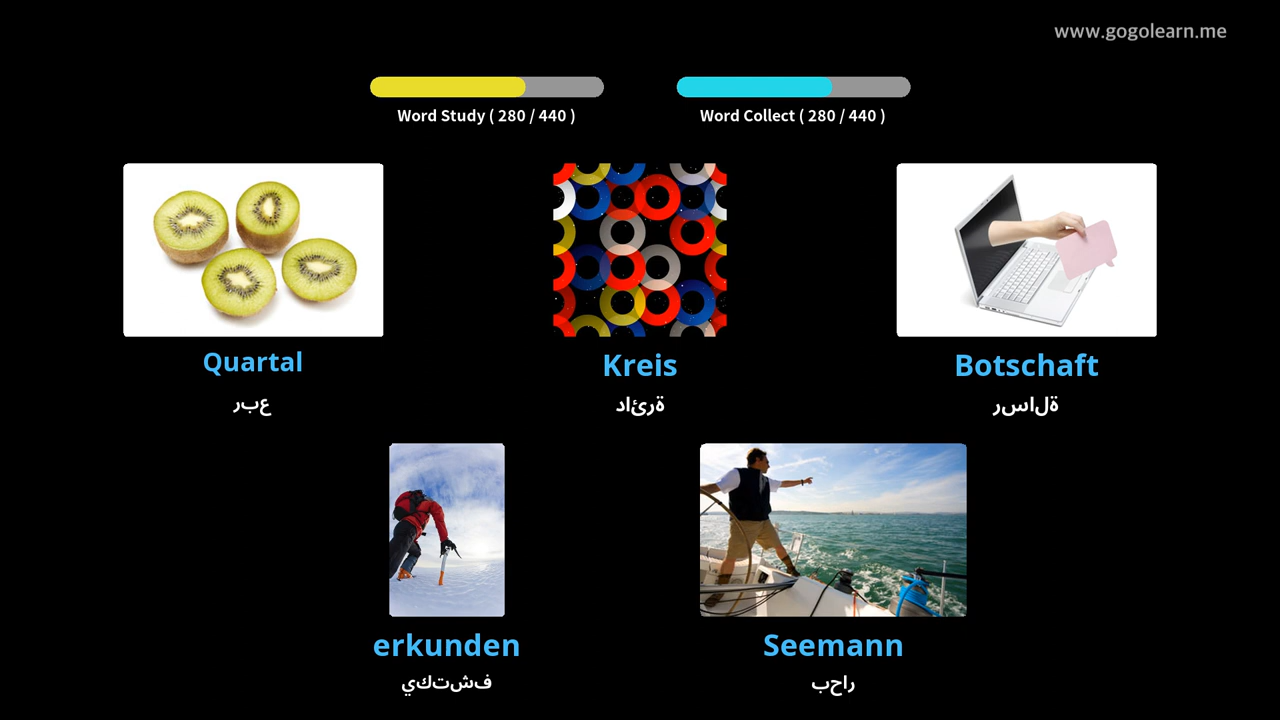 www.gogolearn.me
Word Study ( 280 / 440 )
Word Collect ( 280 / 440 )
Quartal
عبر
Kreis
ةرئاد
Botschaft
ةلاسر
erkunden
فشتكي
Seemann
راحب